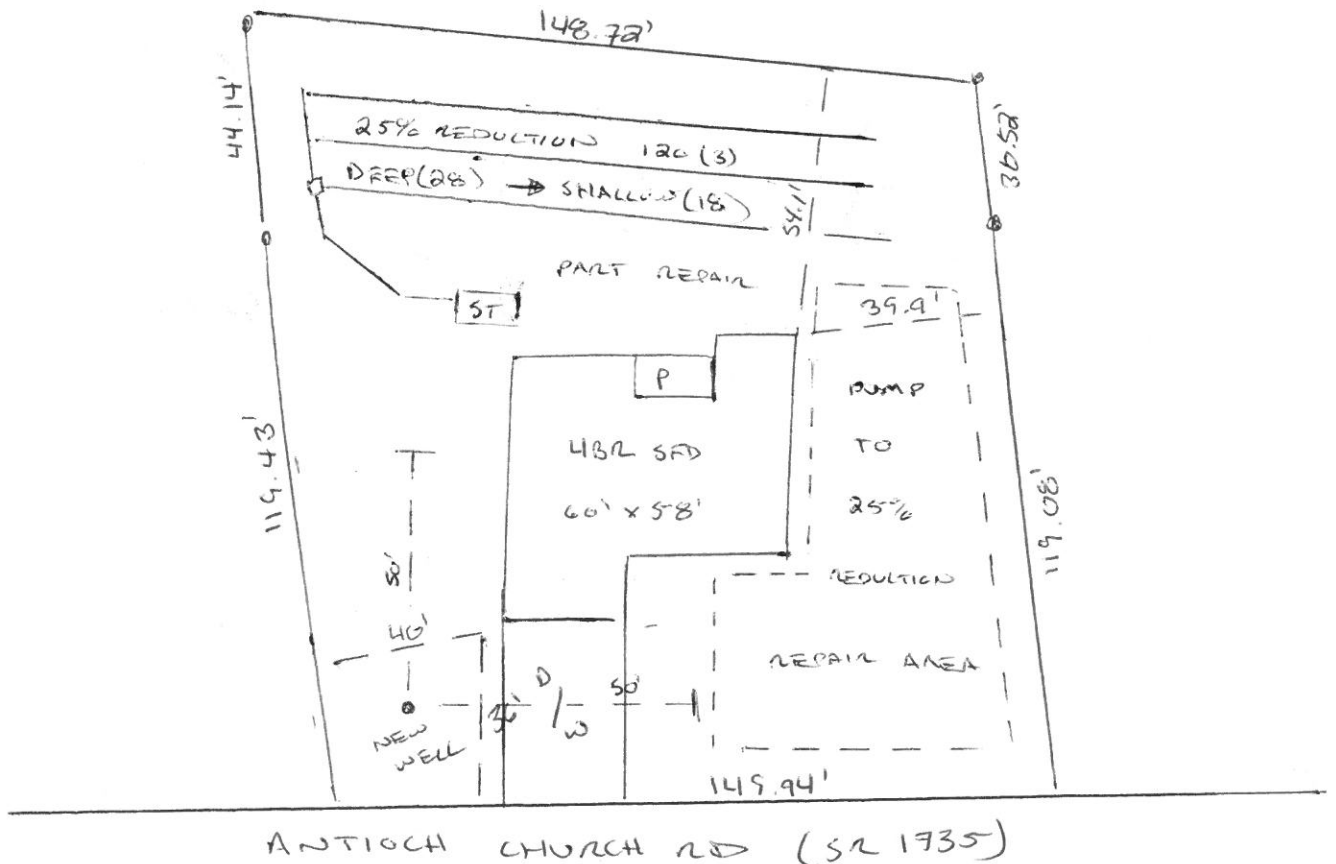 148.72'
44.14'
36.52'
25% REDUCTION 120 (3)
DEEP(28) → SHALLOW(18)
54.1'
PART REPAIR
ST
39.9'
P
PUMP
TO
25%
REDUCTION
REPAIR AREA
4BR SFD
60' x 58'
119.43'
119.08'
50'
40'
36'
D/W
50'
NEW
WELL
149.94'
ANTIOCH CHURCH RD (SR 1735)